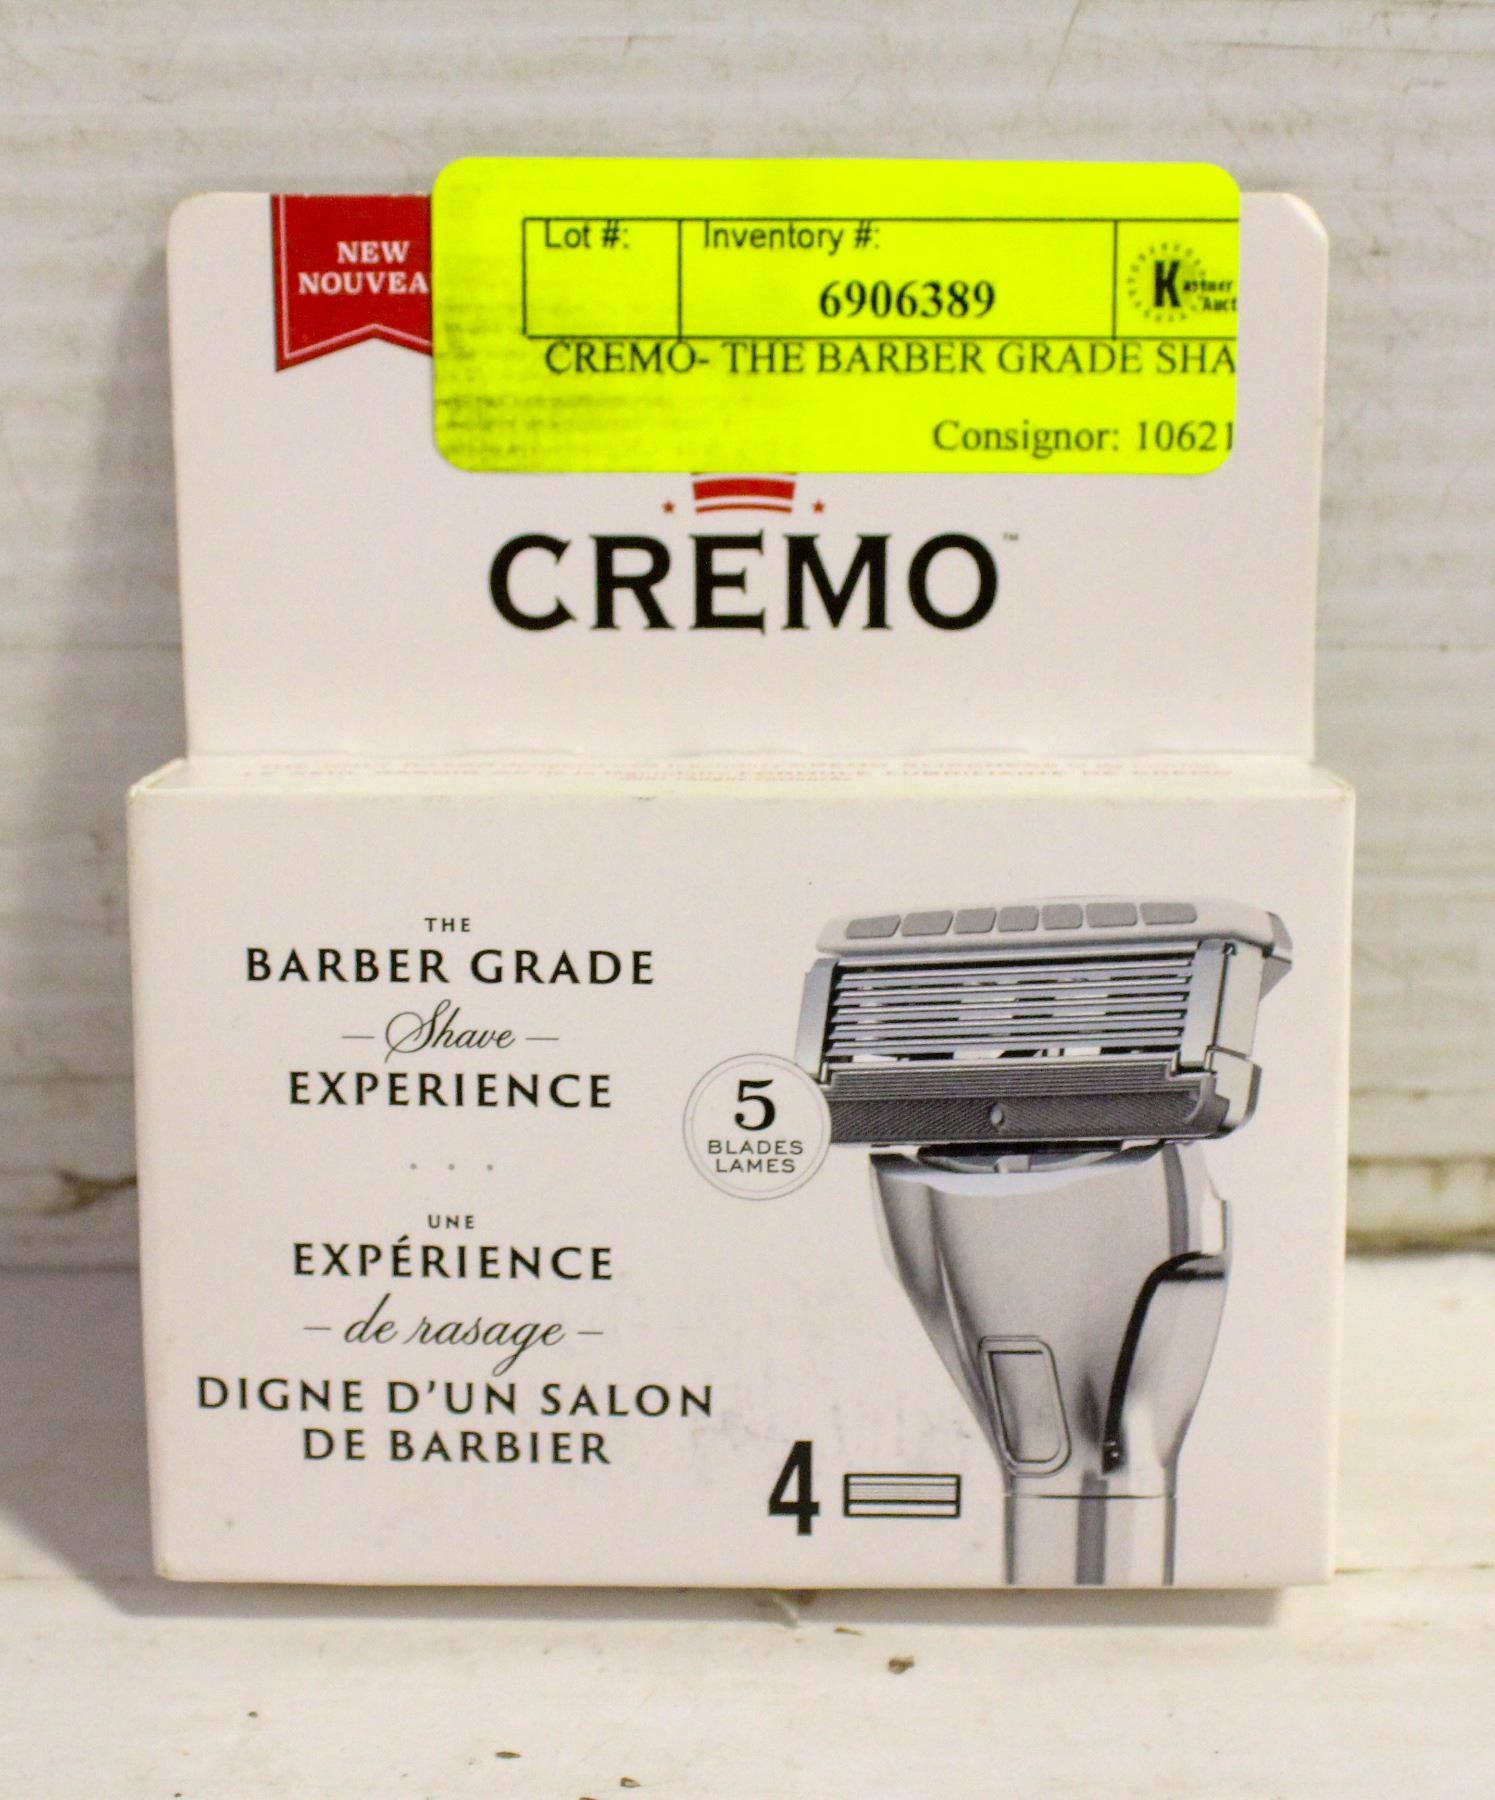 NEW
NOUVEA
Lot #:
Inventory #:
6906389
CREMO- THE BARBER GRADE SHA
Consignor: 10621
CREMO™
THE
BARBER GRADE
– Shave –
EXPERIENCE
...
UNE
EXPÉRIENCE
– de rasage –
DIGNE D'UN SALON
DE BARBIER
5
BLADES
LAMES
4